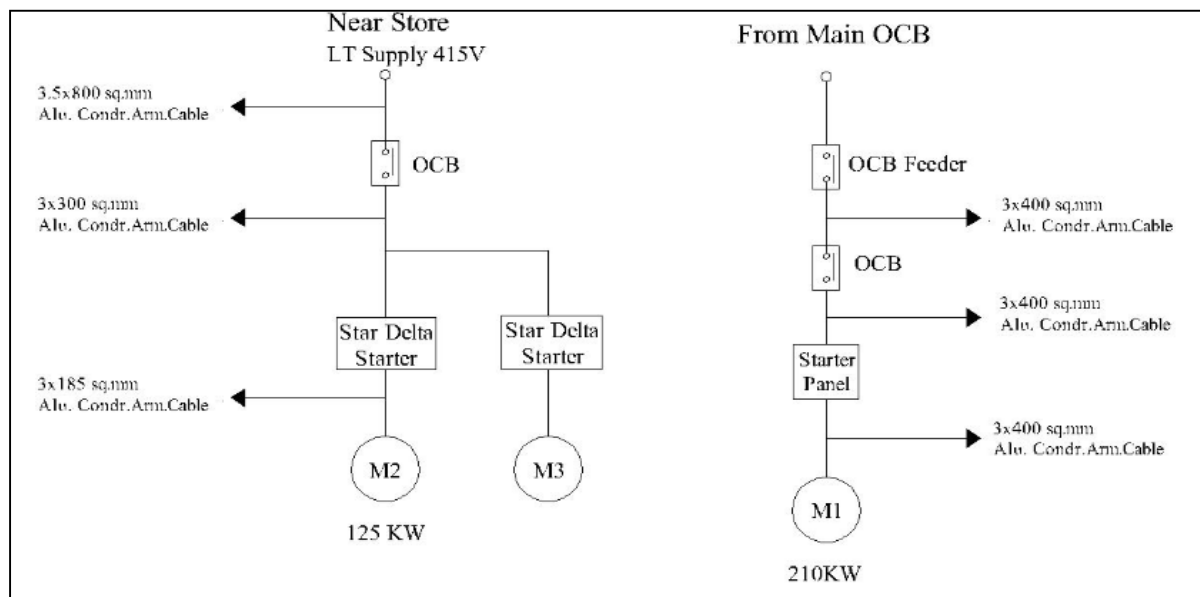 Near Store
LT Supply 415V
3.5x800 sq.mm
Alu. Condr.Arm.Cable
OCB
3x300 sq.mm
Alu. Condr.Arm.Cable
Star Delta
Starter
Star Delta
Starter
3x185 sq.mm
Alu. Condr.Arm.Cable
M2
M3
125 KW
From Main OCB
OCB Feeder
3x400 sq.mm
Alu. Condr.Arm.Cable
OCB
3x400 sq.mm
Alu. Condr.Arm.Cable
Starter
Panel
3x400 sq.mm
Alu. Condr.Arm.Cable
M1
210KW